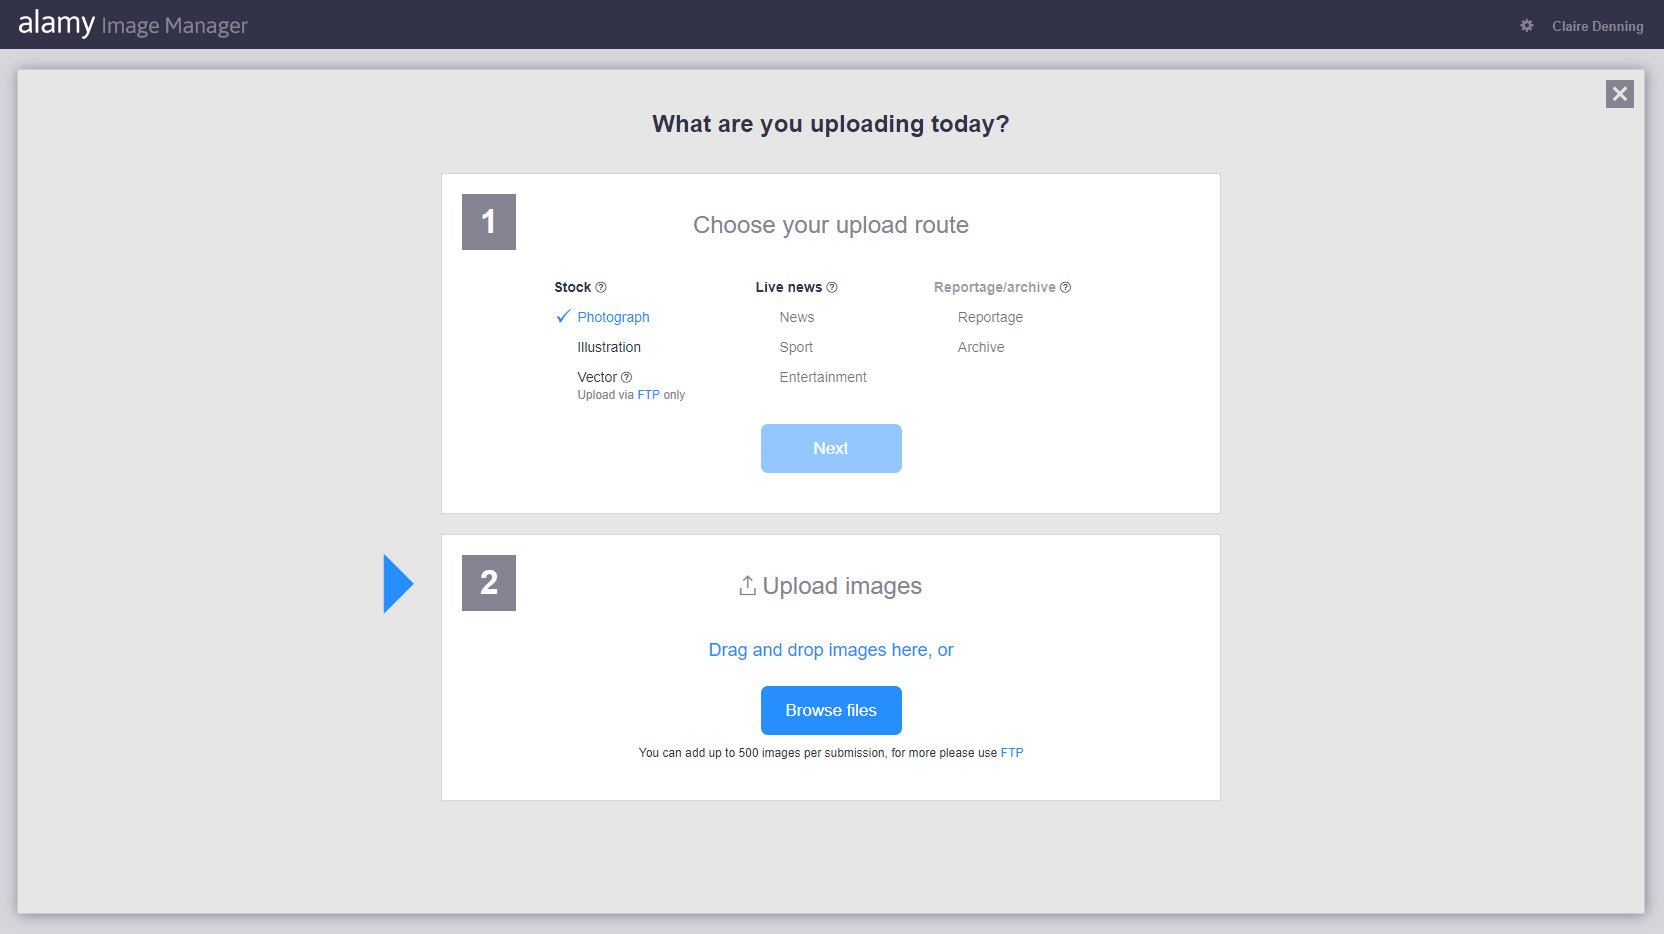 alamy Image Manager
Claire Denning
What are you uploading today?
1
Choose your upload route
Stock
Photograph
Illustration
Vector
Upload via FTP only
Live news
News
Sport
Entertainment
Reportage/archive
Reportage
Archive
Next
2
Upload images
Drag and drop images here, or
Browse files
You can add up to 500 images per submission, for more please use FTP